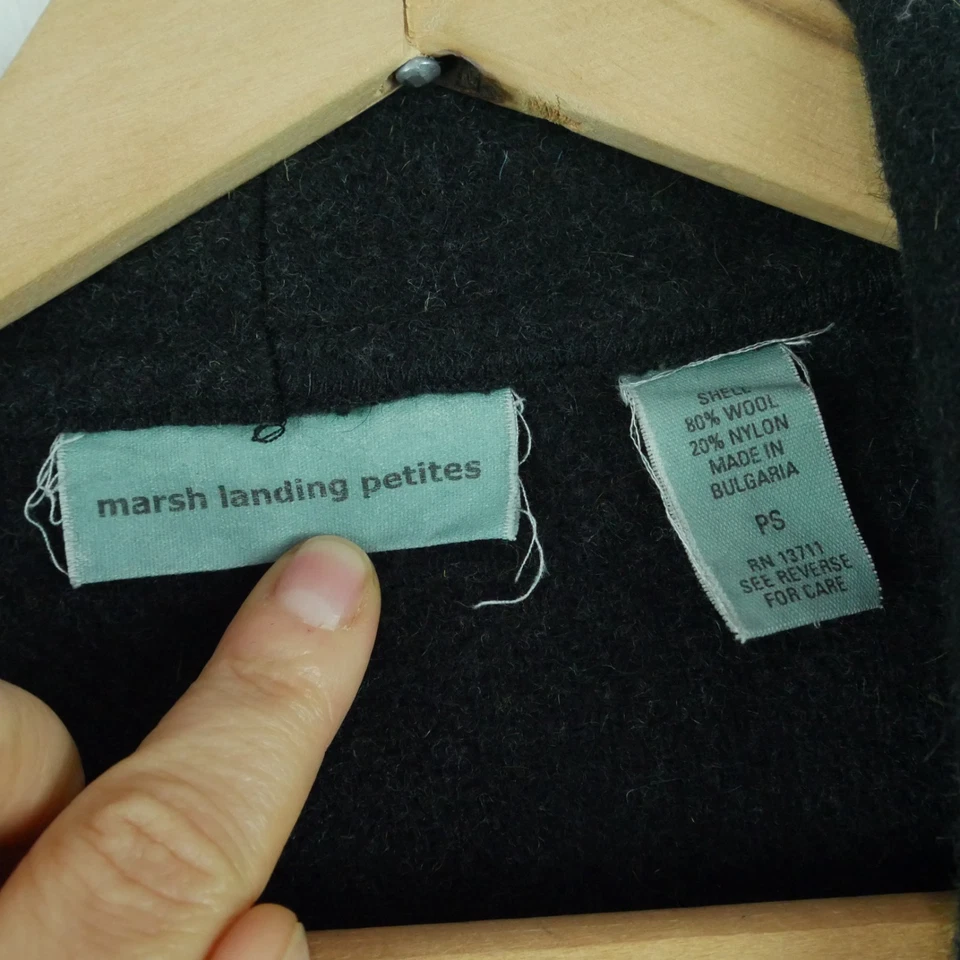 marsh landing petites
SHELL
80% WOOL
20% NYLON
MADE IN
BULGARIA
PS
RN 13711
SEE REVERSE
FOR CARE